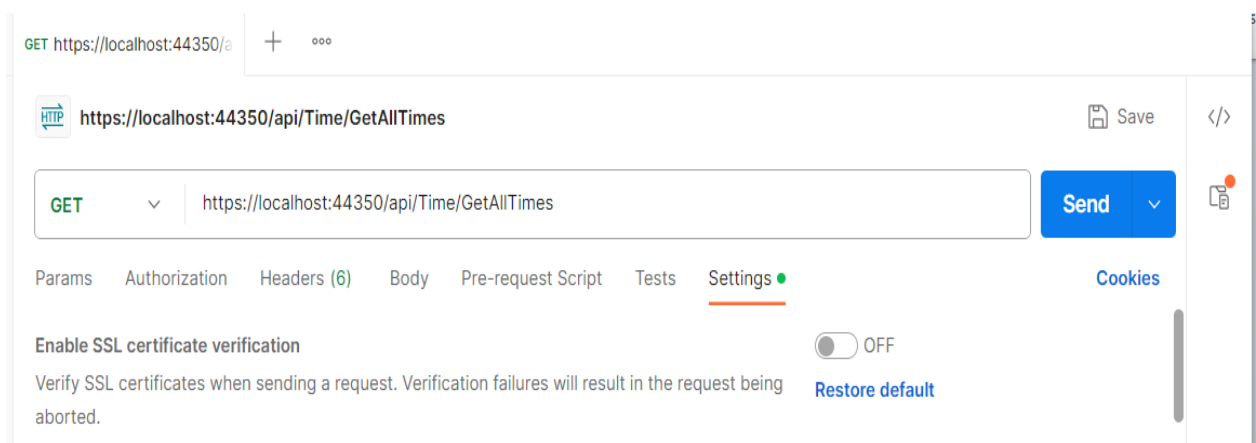 GET https://localhost:44350/a
HTTP https://localhost:44350/api/Time/GetAllTimes
Save
</>
GET https://localhost:44350/api/Time/GetAllTimes
Send
Params Authorization Headers (6) Body Pre-request Script Tests Settings Cookies
Enable SSL certificate verification
OFF
Verify SSL certificates when sending a request. Verification failures will result in the request being
Restore default
aborted.